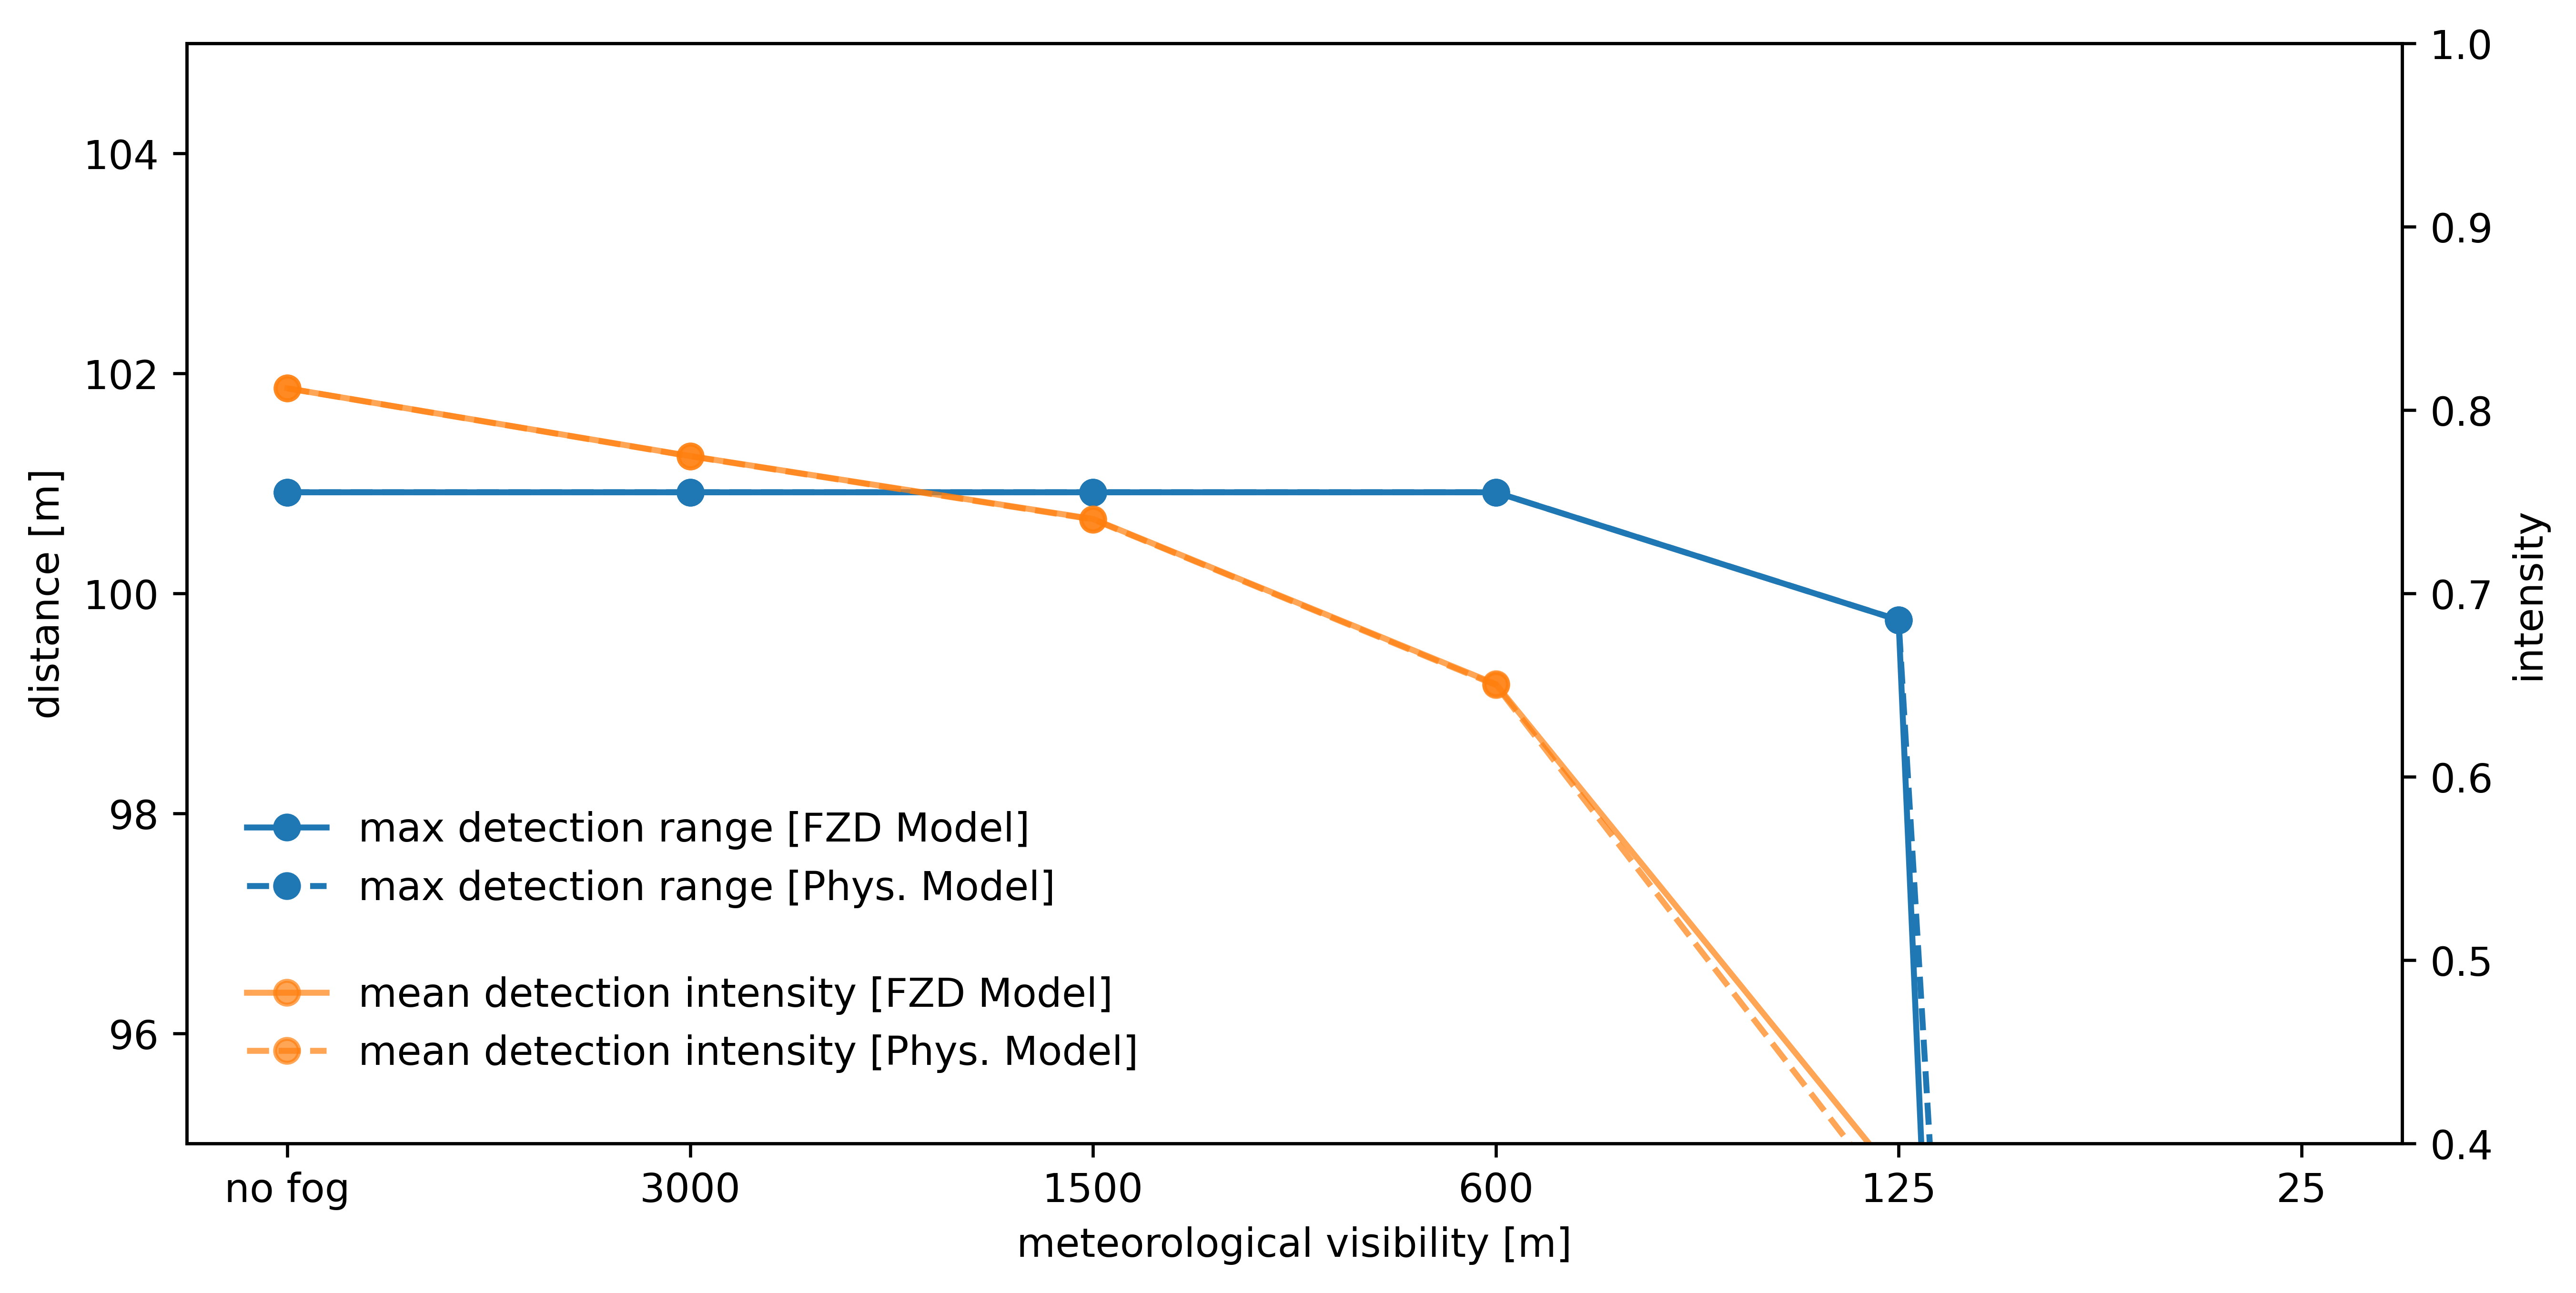 104
102
100
98
96
distance [m]
1.0
0.9
0.8
0.7
0.6
0.5
0.4
intensity
max detection range [FZD Model]
max detection range [Phys. Model]
mean detection intensity [FZD Model]
mean detection intensity [Phys. Model]
no fog 3000 1500 600 125 25
meteorological visibility [m]